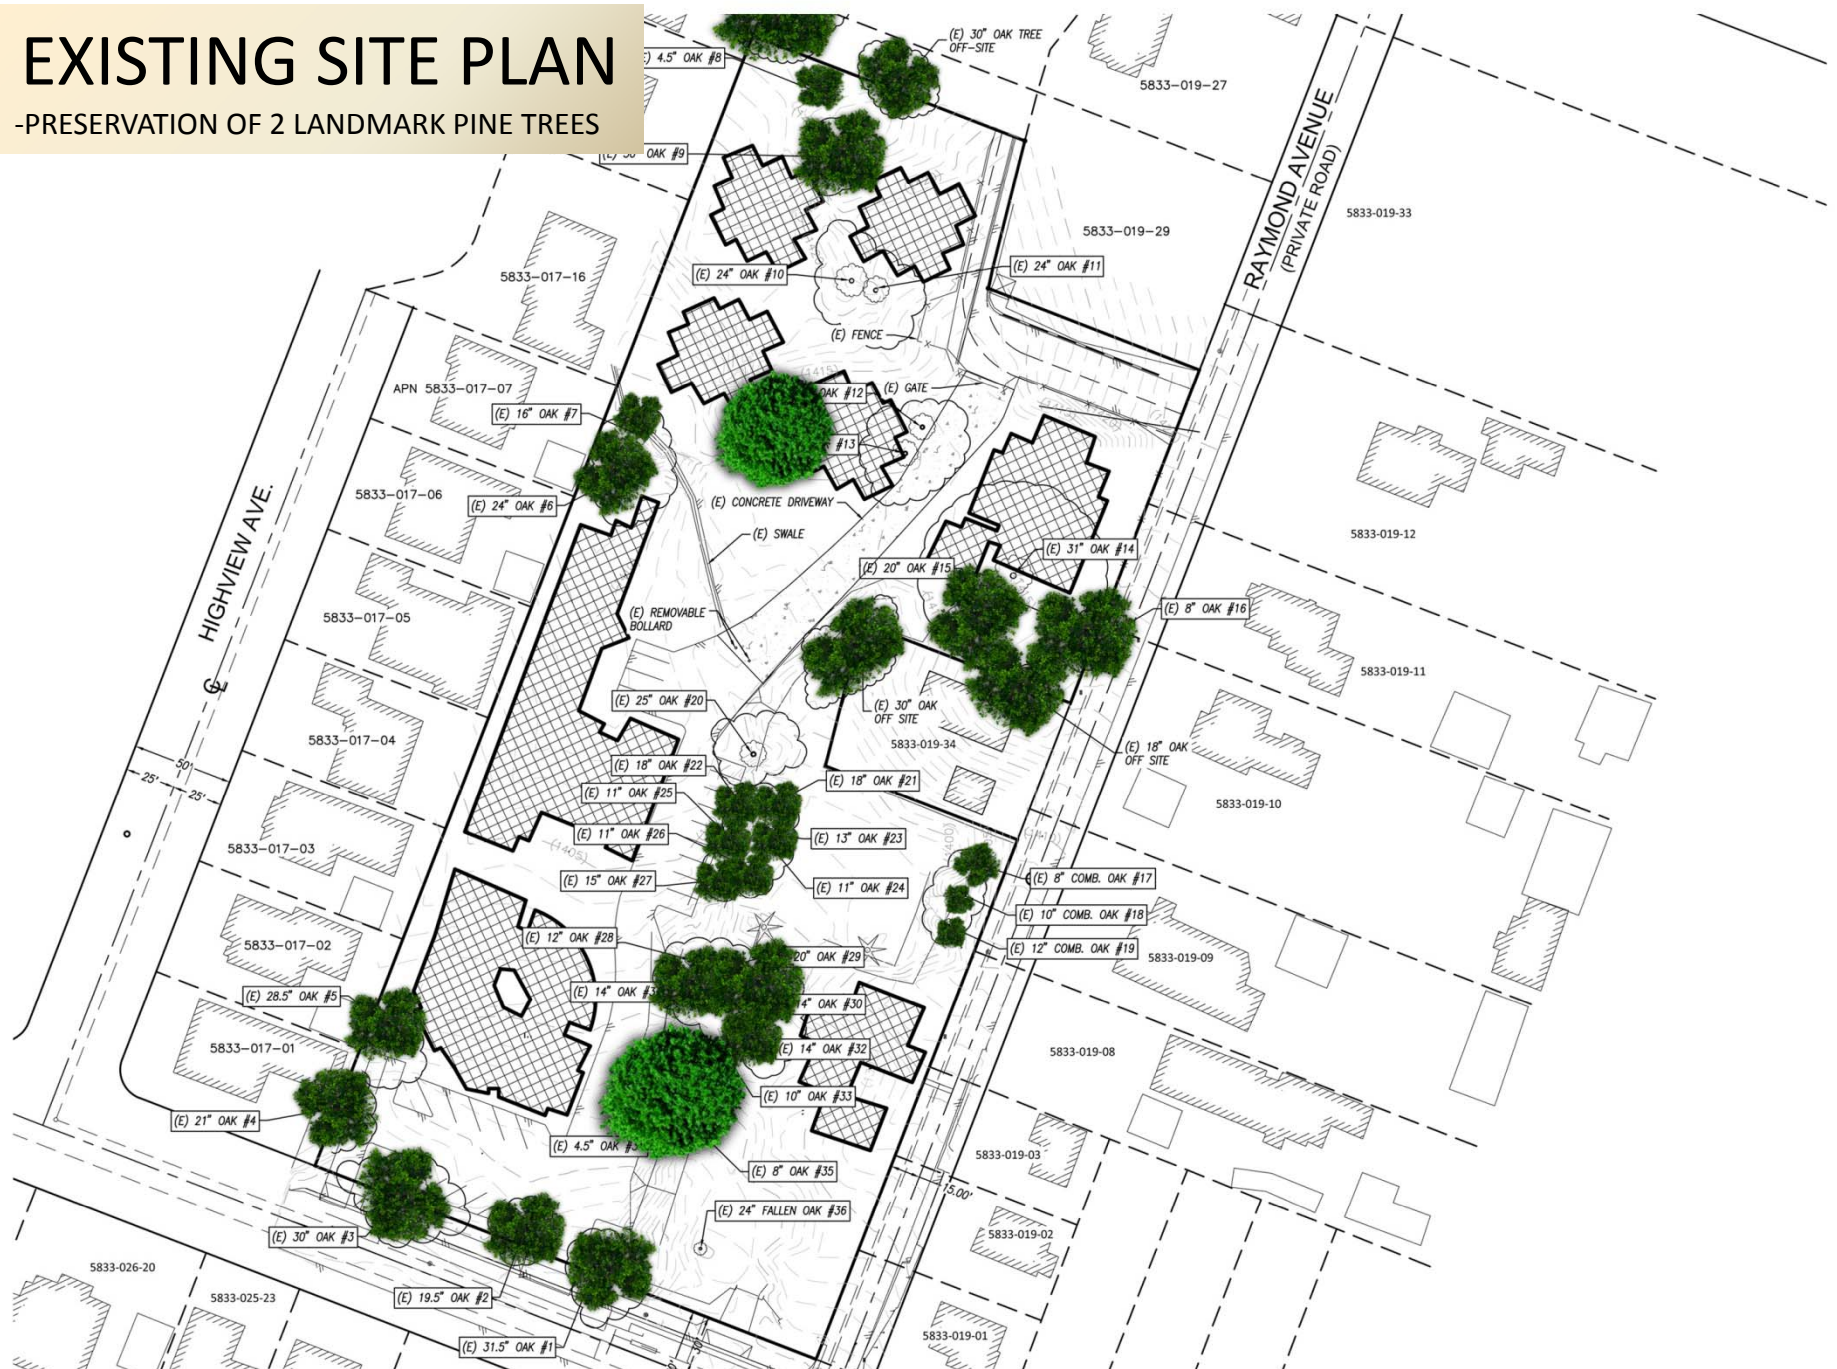 EXISTING SITE PLAN
-PRESERVATION OF 2 LANDMARK PINE TREES
4.5" OAK #8
(E) 30" OAK TREE
OFF-SITE
5833-019-27
OAK #9
RAYMOND AVENUE
(PRIVATE ROAD)
5833-019-33
5833-019-29
5833-017-16
(E) 24" OAK #10
(E) 24" OAK #11
(E) FENCE
(1415)
APN 5833-017-07
(E) 16" OAK #7
OAK #12
(E) GATE
#13
5833-017-06
(E) 24" OAK #6
(E) CONCRETE DRIVEWAY
(E) SWALE
5833-019-12
HIGHVIEW AVE.
(E) 31" OAK #14
(E) 20" OAK #15
5833-017-05
(E) REMOVABLE
BOLLARD
(E) 8" OAK #16
5833-019-11
(E) 25" OAK #20
(E) 30" OAK
OFF SITE
5833-019-34
5833-017-04
(E) 18" OAK
OFF SITE
50'
25'
25'
(E) 18" OAK #22
(E) 18" OAK #21
(E) 11" OAK #25
5833-019-10
(E) 11" OAK #26
(E) 13" OAK #23
(1400)
(1410)
5833-017-03
(1405)
(E) 15" OAK #27
(E) 11" OAK #24
(E) 8" COMB. OAK #17
(E) 10" COMB. OAK #18
(E) 12" OAK #28
5833-017-02
(E) 12" COMB. OAK #19
20" OAK #29
5833-019-09
(E) 28.5" OAK #5
(E) 14" OAK
4" OAK #30
5833-017-01
(E) 14" OAK #32
5833-019-08
(E) 10" OAK #33
(E) 21" OAK #4
(E) 4.5" OAK
5833-019-03
(E) 8" OAK #35
15.00'
(E) 24" FALLEN OAK #36
(E) 30" OAK #3
5833-019-02
5833-026-20
(E) 19.5" OAK #2
5833-025-23
5833-019-01
(E) 31.5" OAK #1